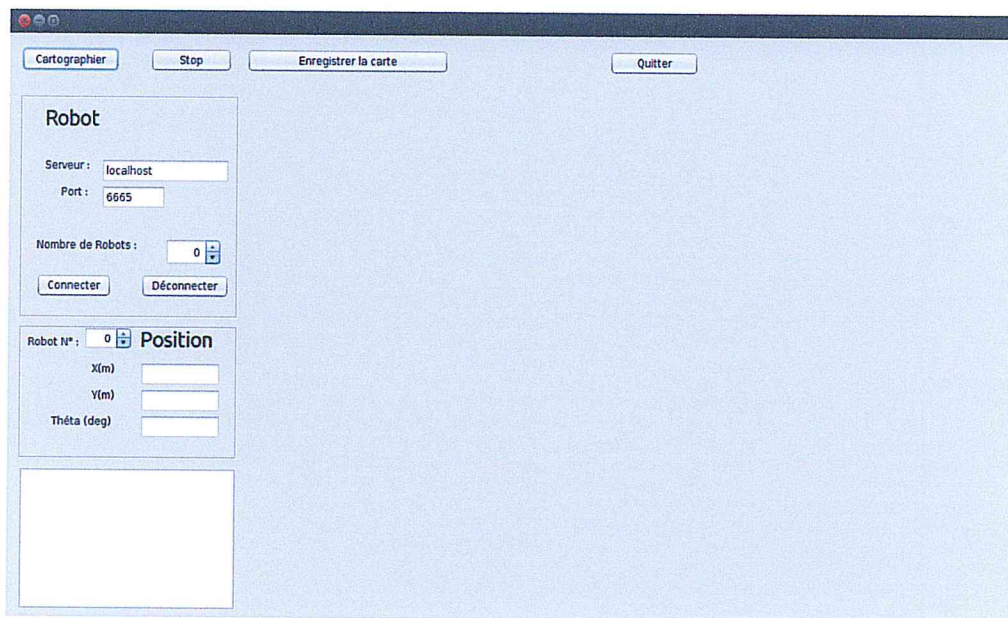 Cartographier Stop Enregistrer la carte Quitter
Robot
Serveur : localhost
Port : 6665
Nombre de Robots : 0
Connecter Déconnecter
Robot N° : 0 Position
X(m)
Y(m)
Théta (deg)